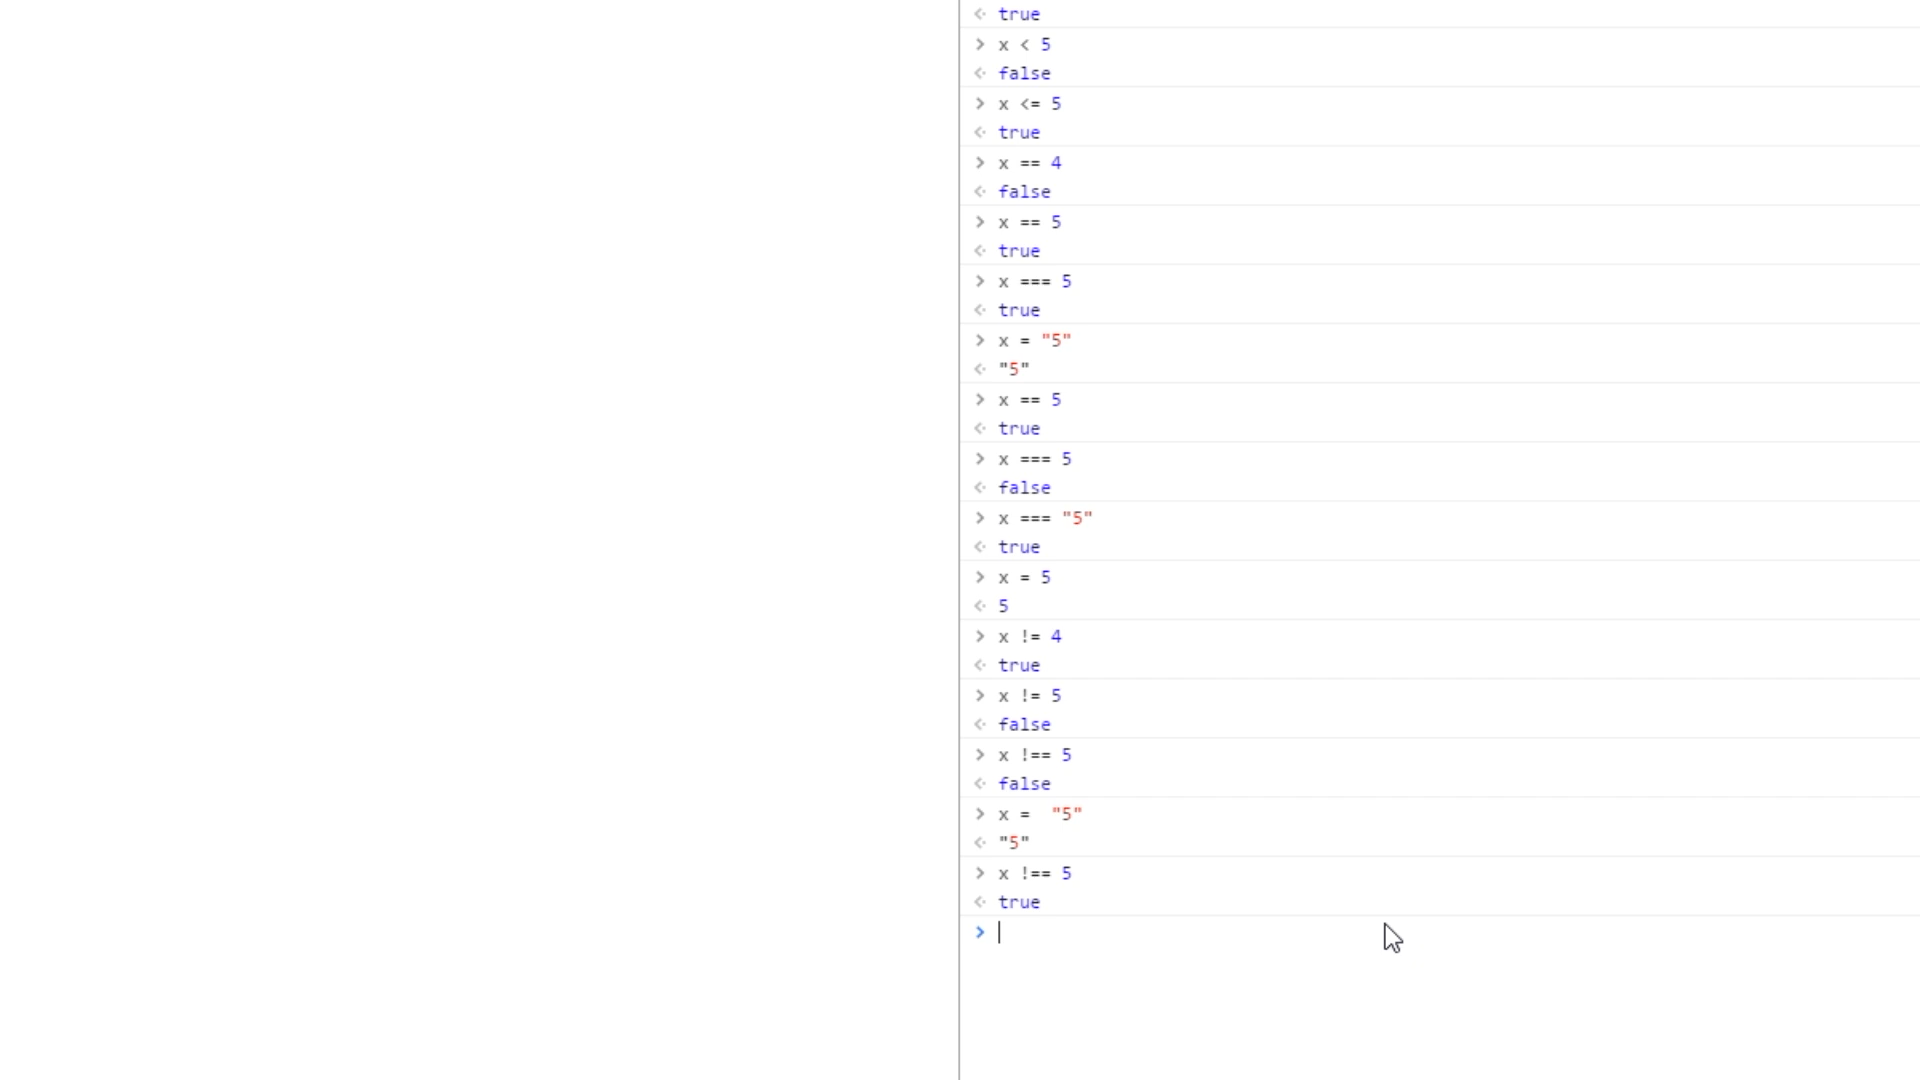 true
> x < 5
false
> x <= 5
true
> x == 4
false
> x == 5
true
> x === 5
true
> x = "5"
"5"
> x == 5
true
> x === 5
false
> x === "5"
true
> x = 5
5
> x != 4
true
> x != 5
false
> x !== 5
false
> x =  "5"
"5"
> x !== 5
true
>